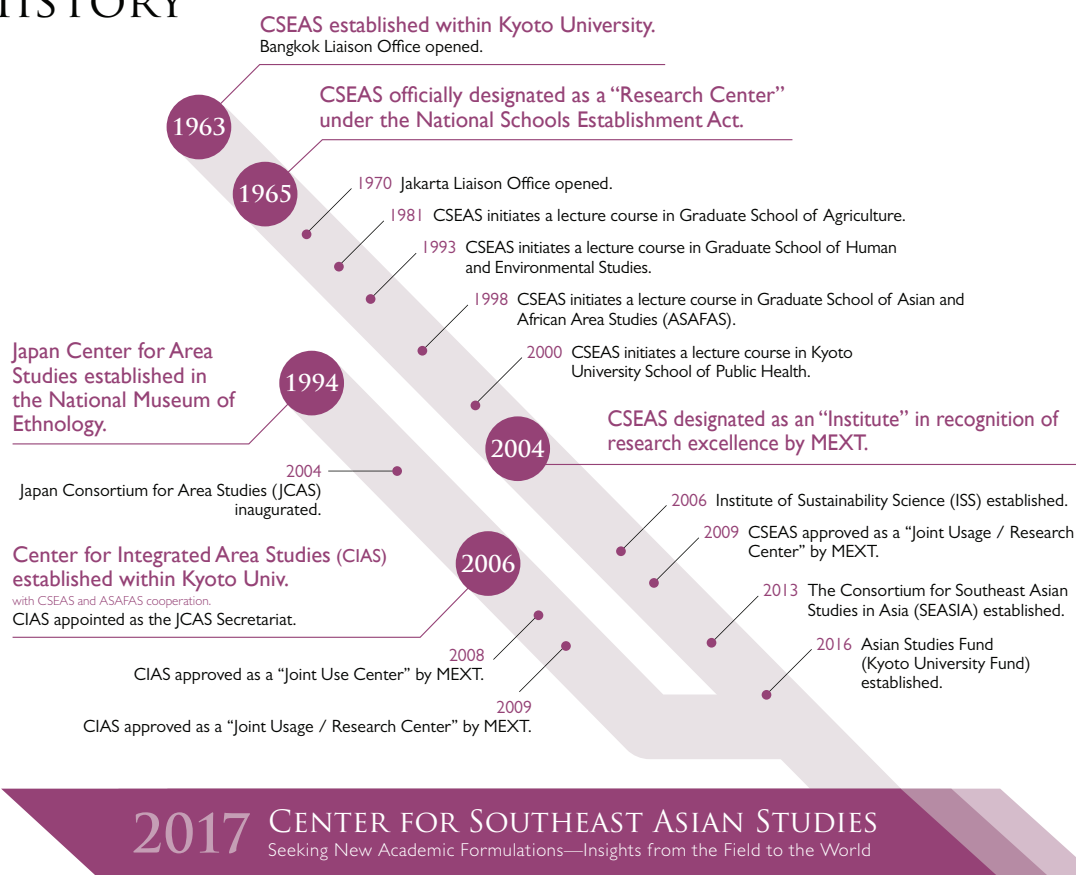 HISTORY
CSEAS established within Kyoto University.
Bangkok Liaison Office opened.
1963
CSEAS officially designated as a “Research Center”
under the National Schools Establishment Act.
1965
1970 Jakarta Liaison Office opened.
1981 CSEAS initiates a lecture course in Graduate School of Agriculture.
1993 CSEAS initiates a lecture course in Graduate School of Human
and Environmental Studies.
1998 CSEAS initiates a lecture course in Graduate School of Asian and
African Area Studies (ASAFAS).
2000 CSEAS initiates a lecture course in Kyoto
University School of Public Health.
2004
CSEAS designated as an “Institute” in recognition of
research excellence by MEXT.
2006 Institute of Sustainability Science (ISS) established.
2009 CSEAS approved as a “Joint Usage / Research
Center” by MEXT.
2013 The Consortium for Southeast Asian
Studies in Asia (SEASIA) established.
2016 Asian Studies Fund
(Kyoto University Fund)
established.
Japan Center for Area
Studies established in
the National Museum of
Ethnology.
1994
2004
Japan Consortium for Area Studies (JCAS)
inaugurated.
Center for Integrated Area Studies (CIAS)
established within Kyoto Univ.
with CSEAS and ASAFAS cooperation.
CIAS appointed as the JCAS Secretariat.
2006
2008
CIAS approved as a “Joint Use Center” by MEXT.
2009
CIAS approved as a “Joint Usage / Research Center” by MEXT.
2017 CENTER FOR SOUTHEAST ASIAN STUDIES
Seeking New Academic Formulations—Insights from the Field to the World